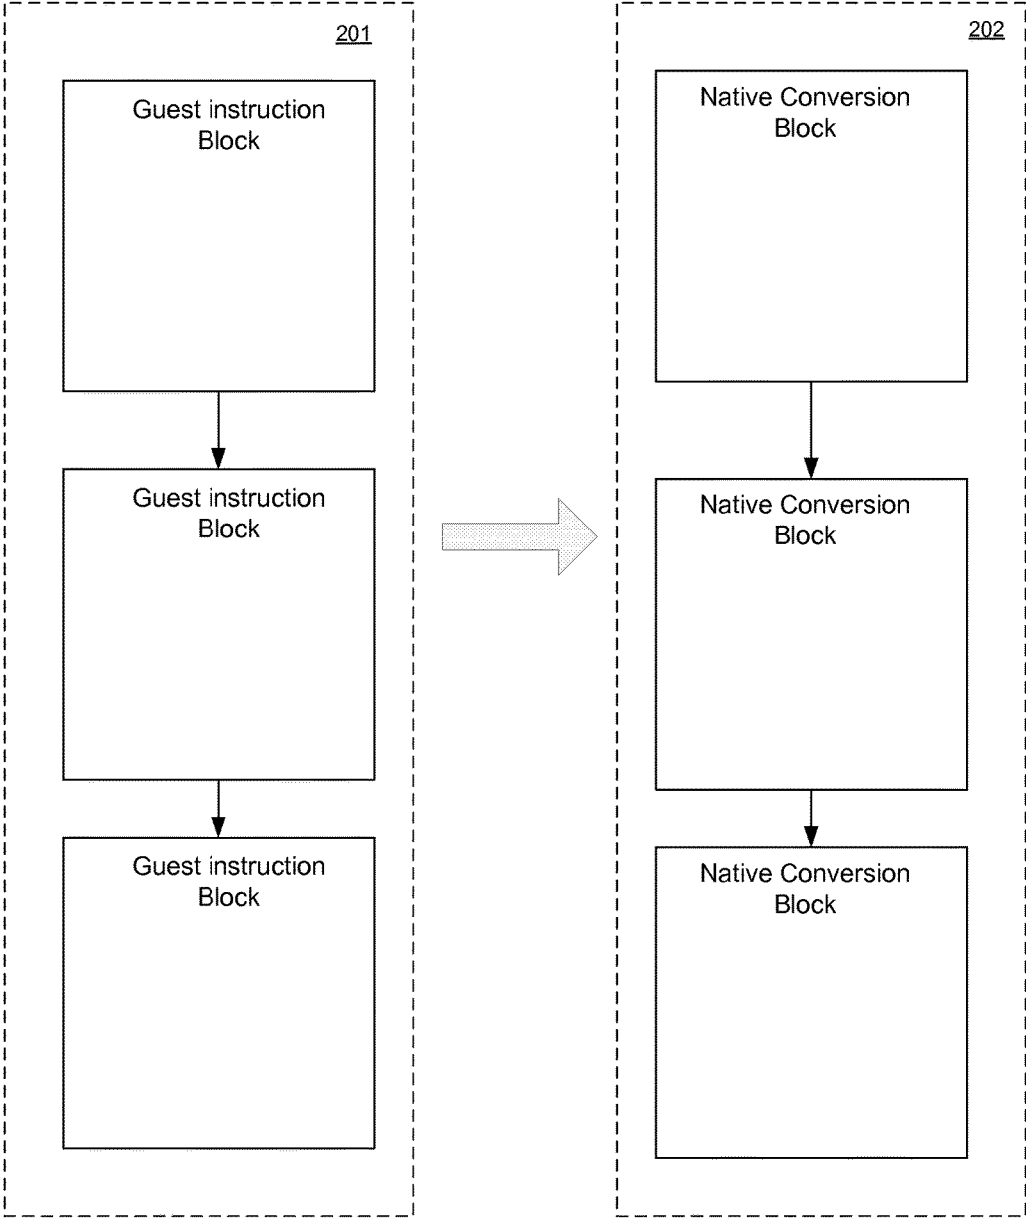 201
Guest instruction
Block
Guest instruction
Block
Guest instruction
Block
202
Native Conversion
Block
Native Conversion
Block
Native Conversion
Block